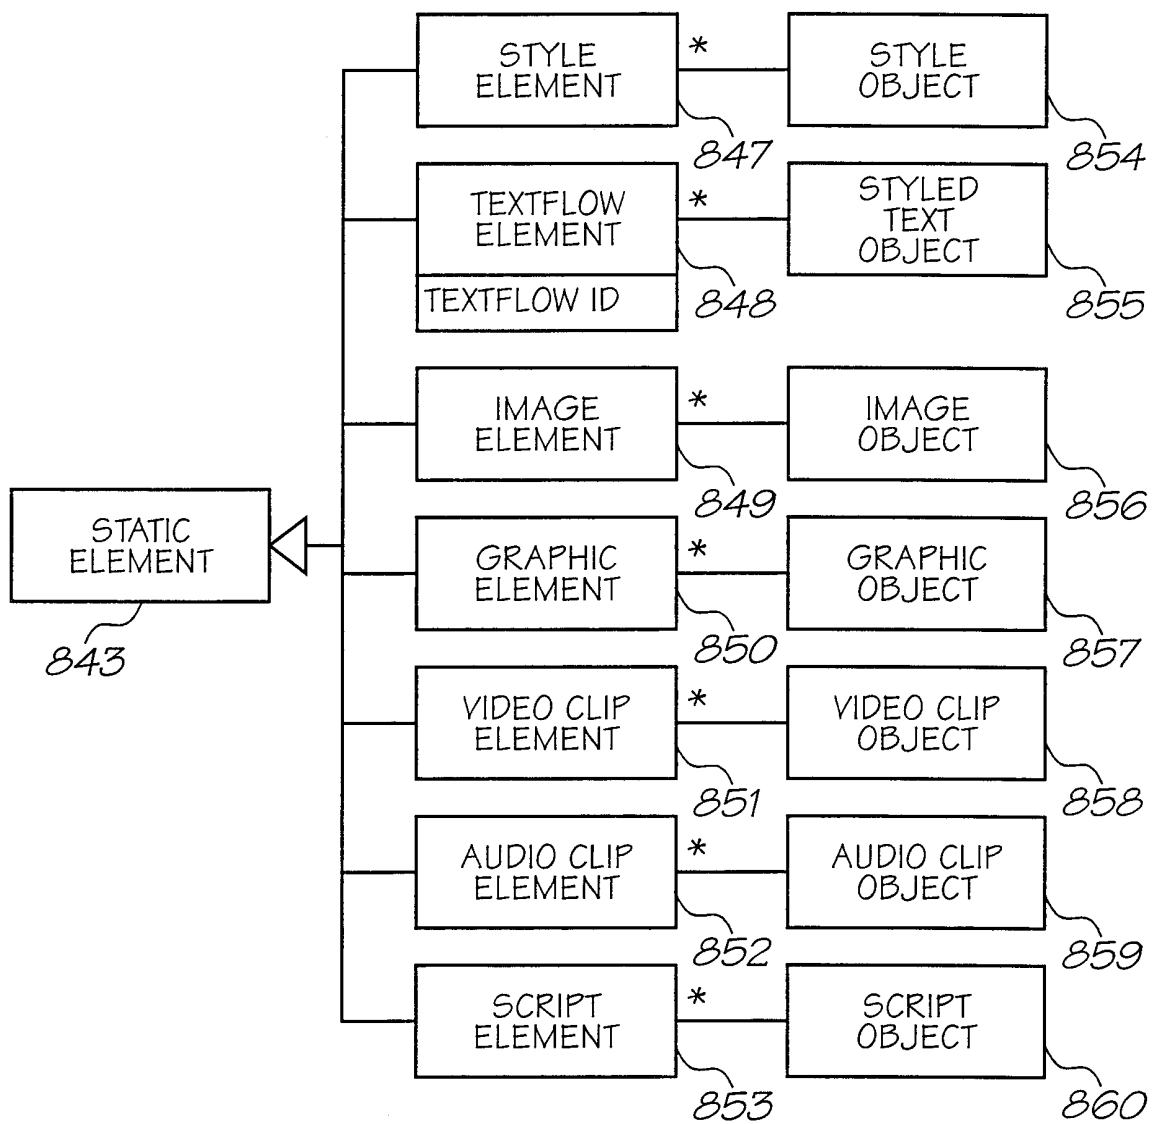 STYLE
ELEMENT
*
STYLE
OBJECT
847
854
TEXTFLOW
ELEMENT
*
STYLED
TEXT
OBJECT
TEXTFLOW ID
848
855
IMAGE
ELEMENT
*
IMAGE
OBJECT
849
856
STATIC
ELEMENT
843
GRAPHIC
ELEMENT
*
GRAPHIC
OBJECT
850
857
VIDEO CLIP
ELEMENT
*
VIDEO CLIP
OBJECT
851
858
AUDIO CLIP
ELEMENT
*
AUDIO CLIP
OBJECT
852
859
SCRIPT
ELEMENT
*
SCRIPT
OBJECT
853
860